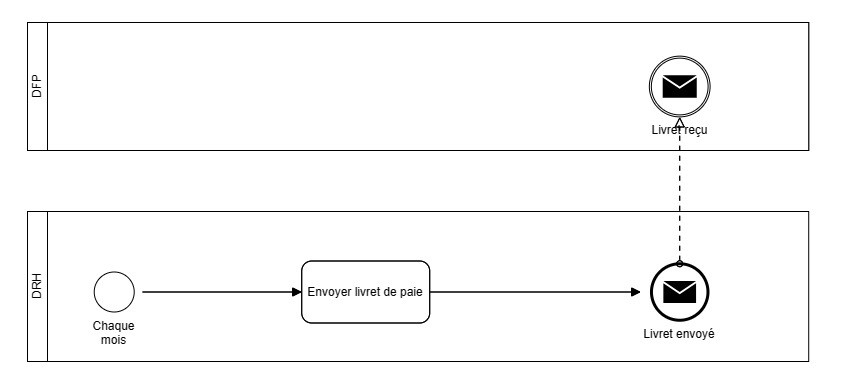 DFP
Livret reçu
DRH
Chaque
mois
Envoyer livret de paie
Livret envoyé